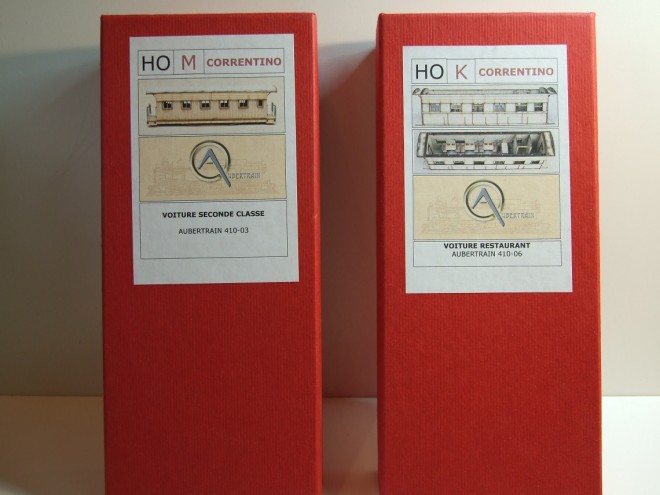 HO M CORRENTINO
AUBERTRAIN
VOITURE SECONDE CLASSE
AUBERTRAIN 410-03
HO K CORRENTINO
AUBERTRAIN
VOITURE RESTAURANT
AUBERTRAIN 410-06